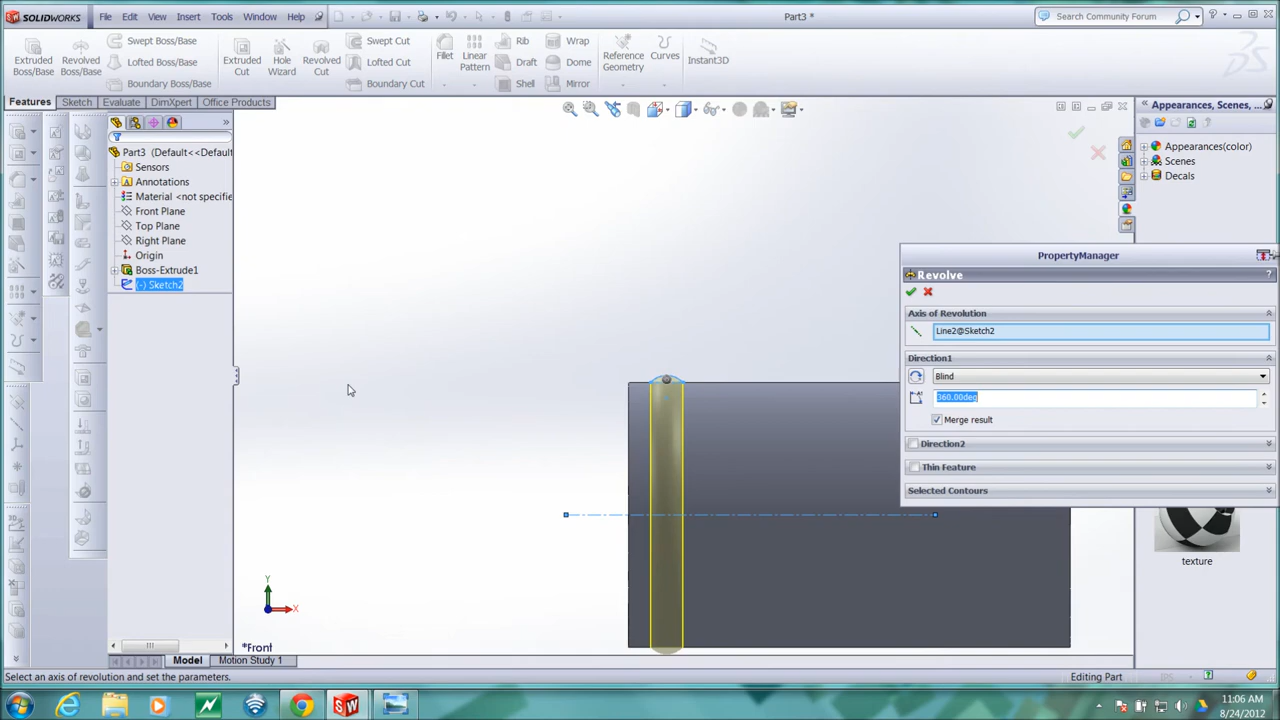 SOLIDWORKS File Edit View Insert Tools Window Help Part3 * Search Community Forum
Extruded Boss/Base
Revolved Boss/Base
Swept Boss/Base
Lofted Boss/Base
Boundary Boss/Base
Extruded Cut
Hole Wizard
Revolved Cut
Swept Cut
Lofted Cut
Boundary Cut
Fillet
Linear Pattern
Rib
Draft
Shell
Wrap
Dome
Mirror
Reference Geometry
Curves
Instant3D
Features Sketch Evaluate DimXpert Office Products
Part3 (Default<<Defaul
Sensors
Annotations
Material <not specifie
Front Plane
Top Plane
Right Plane
Origin
Boss-Extrude1
(-) Sketch2
Appearances, Scenes,
Appearances(color)
Scenes
Decals
PropertyManager
Revolve ?
Axis of Revolution
Line2@Sketch2
Direction1
Blind
360.00deg
Merge result
Direction2
Thin Feature
Selected Contours
texture
Y
X
*Front
Model Motion Study 1
Select an axis of revolution and set the parameters. Editing Part
11:06 AM
8/24/2012